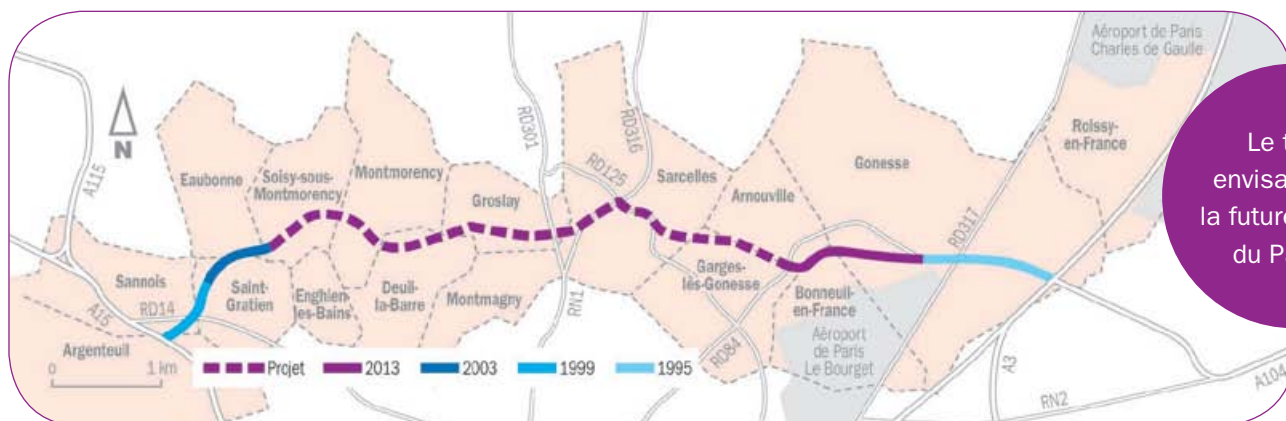 Aéroport de Paris
Charles de Gaulle
Roissy-
en-France
Le
envisa
la future
du Pa
N
A115
Eaubonne
Soisy-sous-
Montmorency
Montmorency
Groslay
RD301
RD125
RD316
Sarcelles
Arnouville
Gonesse
RD317
Sannois
RD14
A15
Argenteuil
Saint-
Gratien
Enghien-
les-Bains
Deuil-
la-Barre
Montmagny
RN1
Garges-
lès-Gonesse
RD84
Bonneuil-
en-France
Aéroport
de Paris
Le Bourget
A3
RN2
A104
0 1 km
Projet 2013 2003 1999 1995